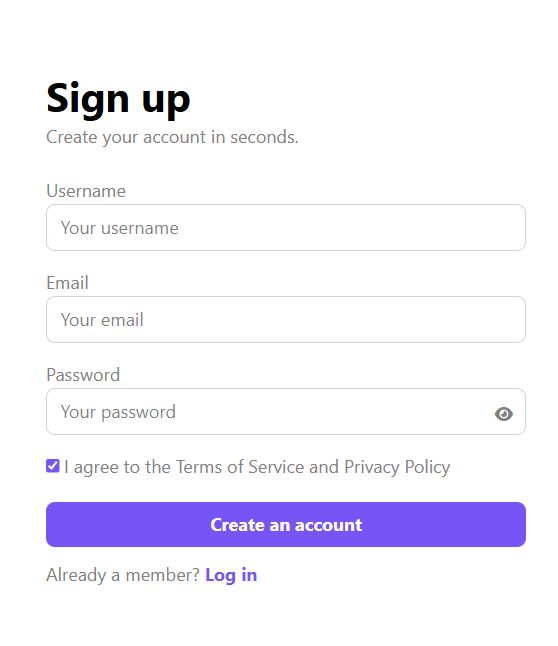 Sign up
Create your account in seconds.
Username
Your username
Email
Your email
Password
Your password
I agree to the Terms of Service and Privacy Policy
Create an account
Already a member? Log in